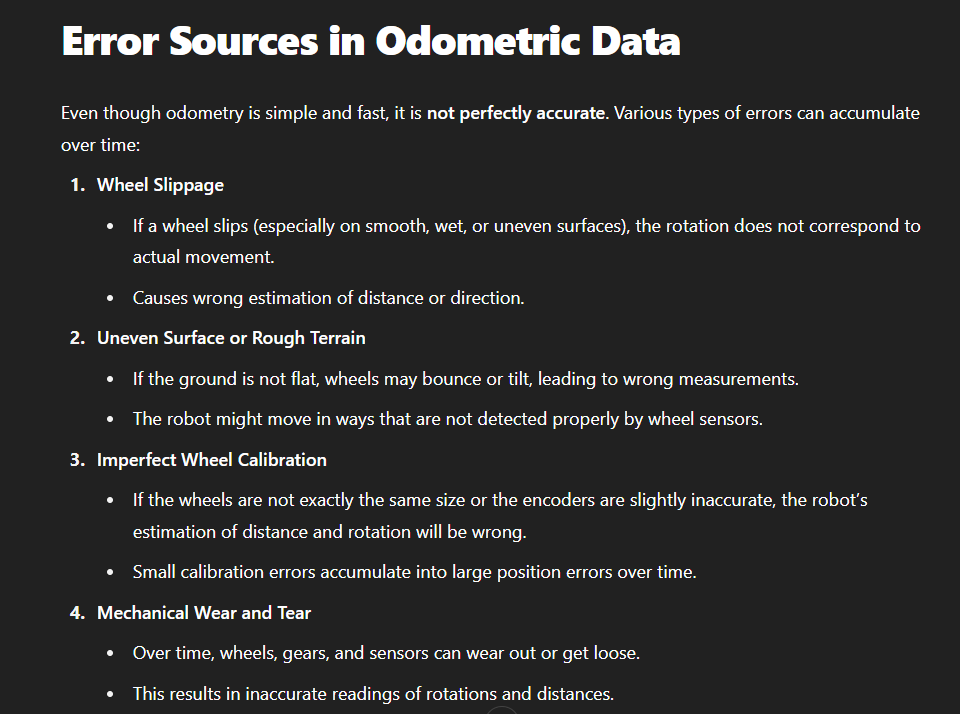 Error Sources in Odometric Data
Even though odometry is simple and fast, it is not perfectly accurate. Various types of errors can accumulate
over time:
1. Wheel Slippage
• If a wheel slips (especially on smooth, wet, or uneven surfaces), the rotation does not correspond to
actual movement.
• Causes wrong estimation of distance or direction.
2. Uneven Surface or Rough Terrain
• If the ground is not flat, wheels may bounce or tilt, leading to wrong measurements.
• The robot might move in ways that are not detected properly by wheel sensors.
3. Imperfect Wheel Calibration
• If the wheels are not exactly the same size or the encoders are slightly inaccurate, the robot’s
estimation of distance and rotation will be wrong.
• Small calibration errors accumulate into large position errors over time.
4. Mechanical Wear and Tear
• Over time, wheels, gears, and sensors can wear out or get loose.
• This results in inaccurate readings of rotations and distances.